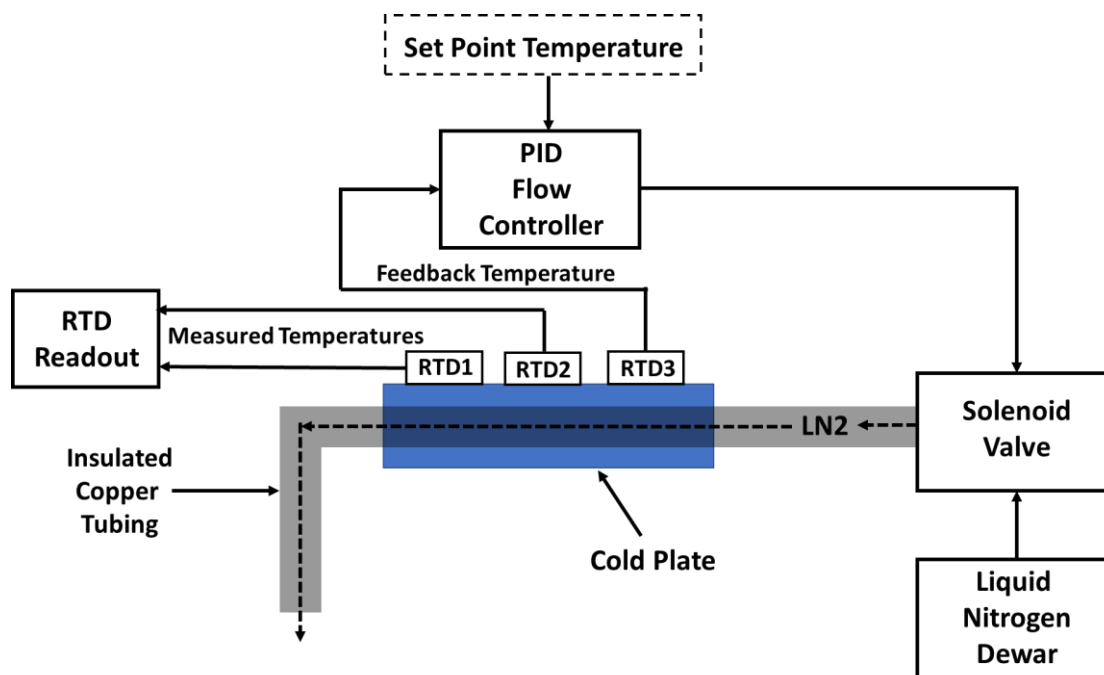 Set Point Temperature
PID
Flow
Controller
Feedback Temperature
RTD
Readout
Measured Temperatures
RTD1
RTD2
RTD3
LN2
Solenoid
Valve
Insulated
Copper
Tubing
Cold Plate
Liquid
Nitrogen
Dewar